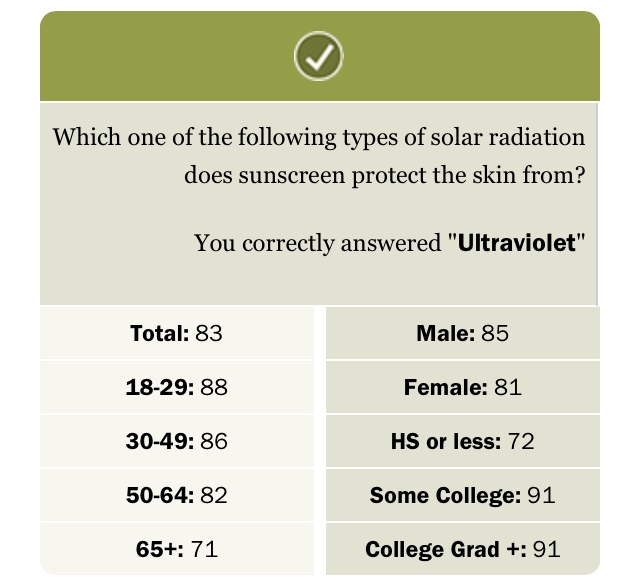 Which one of the following types of solar radiation
does sunscreen protect the skin from?
You correctly answered "Ultraviolet"
Total: 83
Male: 85
18-29: 88
Female: 81
30-49: 86
HS or less: 72
50-64: 82
Some College: 91
65+: 71
College Grad +: 91